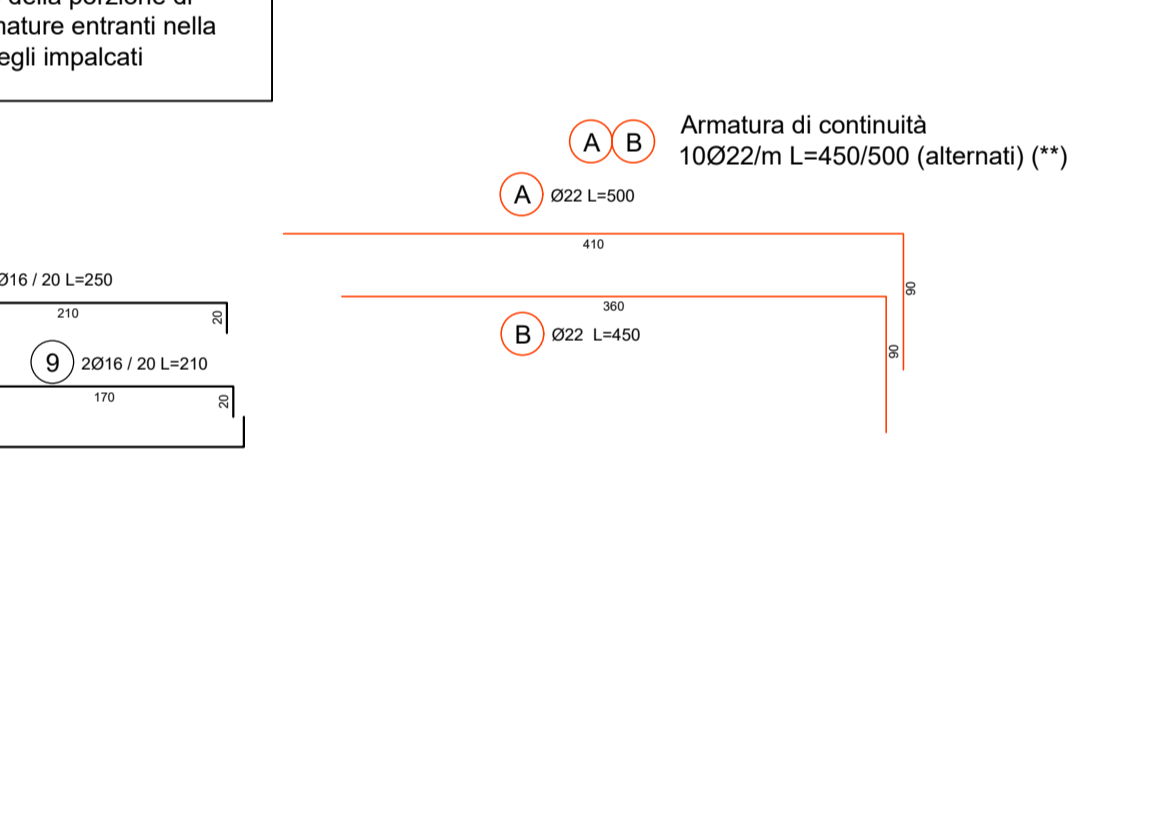 nature entranti nella
egli impalcati
A B Armatura di continuità
10Ø22/m L=450/500 (alternati) (**)
A Ø22 L=500
410
90
Ø16 / 20 L=250
210
20
360
B Ø22 L=450
90
9 2Ø16 / 20 L=210
170
20